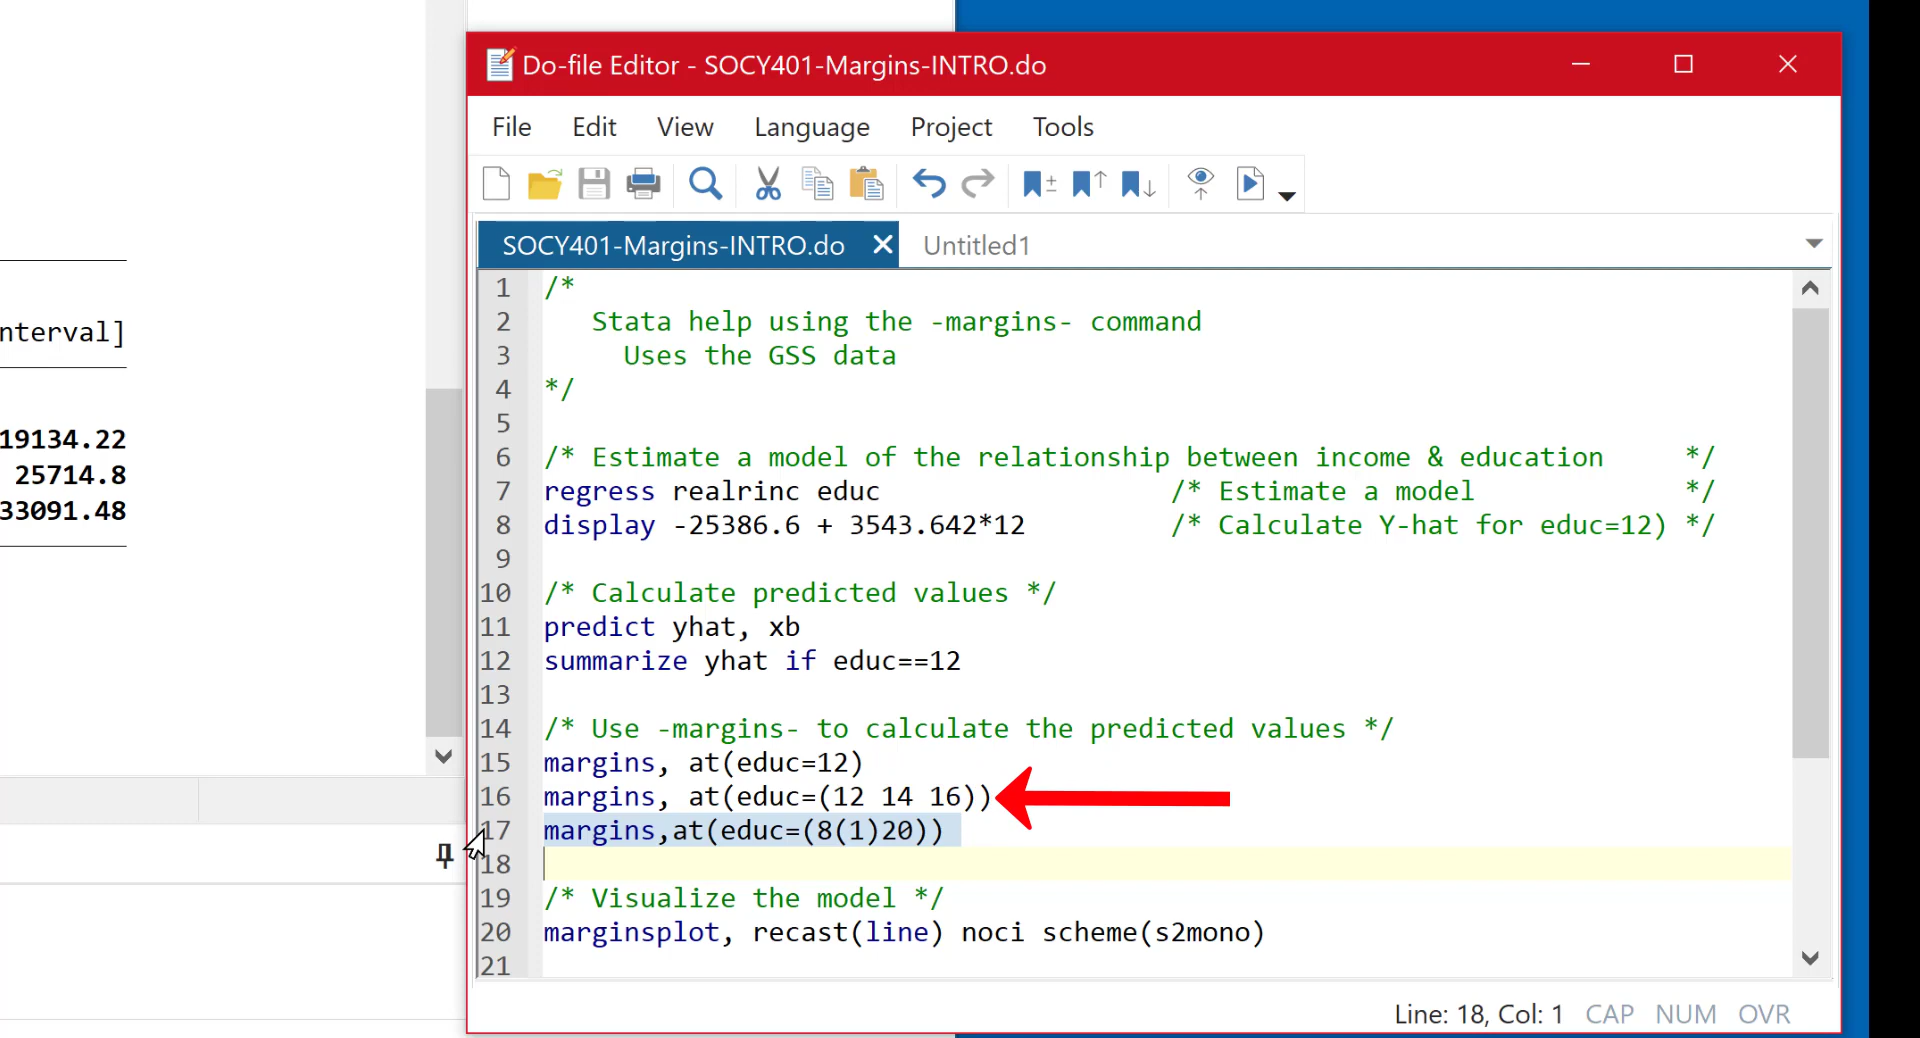 nterval]
19134.22
25714.8
33091.48
Do-file Editor - SOCY401-Margins-INTRO.do
File Edit View Language Project Tools
SOCY401-Margins-INTRO.do Untitled1
1 /*
2 Stata help using the -margins- command
3 Uses the GSS data
4 */
5
6 /* Estimate a model of the relationship between income & education */
7 regress realrinc educ /* Estimate a model */
8 display -25386.6 + 3543.642*12 /* Calculate Y-hat for educ=12) */
9
10 /* Calculate predicted values */
11 predict yhat, xb
12 summarize yhat if educ==12
13
14 /* Use -margins- to calculate the predicted values */
15 margins, at(educ=12)
16 margins, at(educ=(12 14 16))
17 margins,at(educ=(8(1)20))
18
19 /* Visualize the model */
20 marginsplot, recast(line) noci scheme(s2mono)
21
Line: 18, Col: 1 CAP NUM OVR